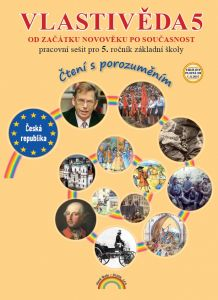 VLASTIVĚDA 5
OD ZAČÁTKU NOVOVĚKU PO SOUČASNOST
pracovní sešit pro 5. ročník základní školy
Čtení s porozuměním
Česká
republika